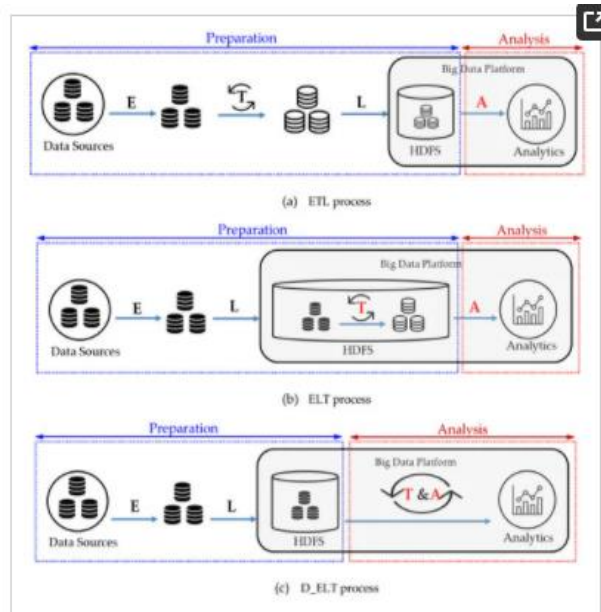 Preparation
Analysis
Big Data Platform
E
T
L
A
Data Sources
HDFS
Analytics
(a) ETL process
Preparation
Analysis
Big Data Platform
E
L
T
A
Data Sources
HDFS
Analytics
(b) ELT process
Preparation
Analysis
Big Data Platform
E
L
T & A
Data Sources
HDFS
Analytics
(c) D_ELT process